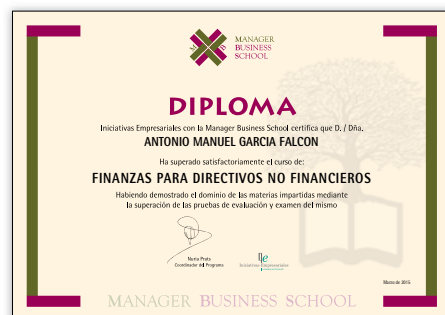 M B
MANAGER
BUSINESS
SCHOOL
DIPLOMA
Iniciativas Empresariales con la Manager Business School certifica que D. / Dña.
ANTONIO MANUEL GARCIA FALCON
Ha superado satisfactoriamente el curso de:
FINANZAS PARA DIRECTIVOS NO FINANCIEROS
Habiendo demostrado el dominio de las materias impartidas mediante
la superación de las pruebas de evaluación y examen del mismo
Nuria Prats
Coordinador del Programa
Iniciativas Empresariales
Marzo de 2015
MANAGER BUSINESS SCHOOL